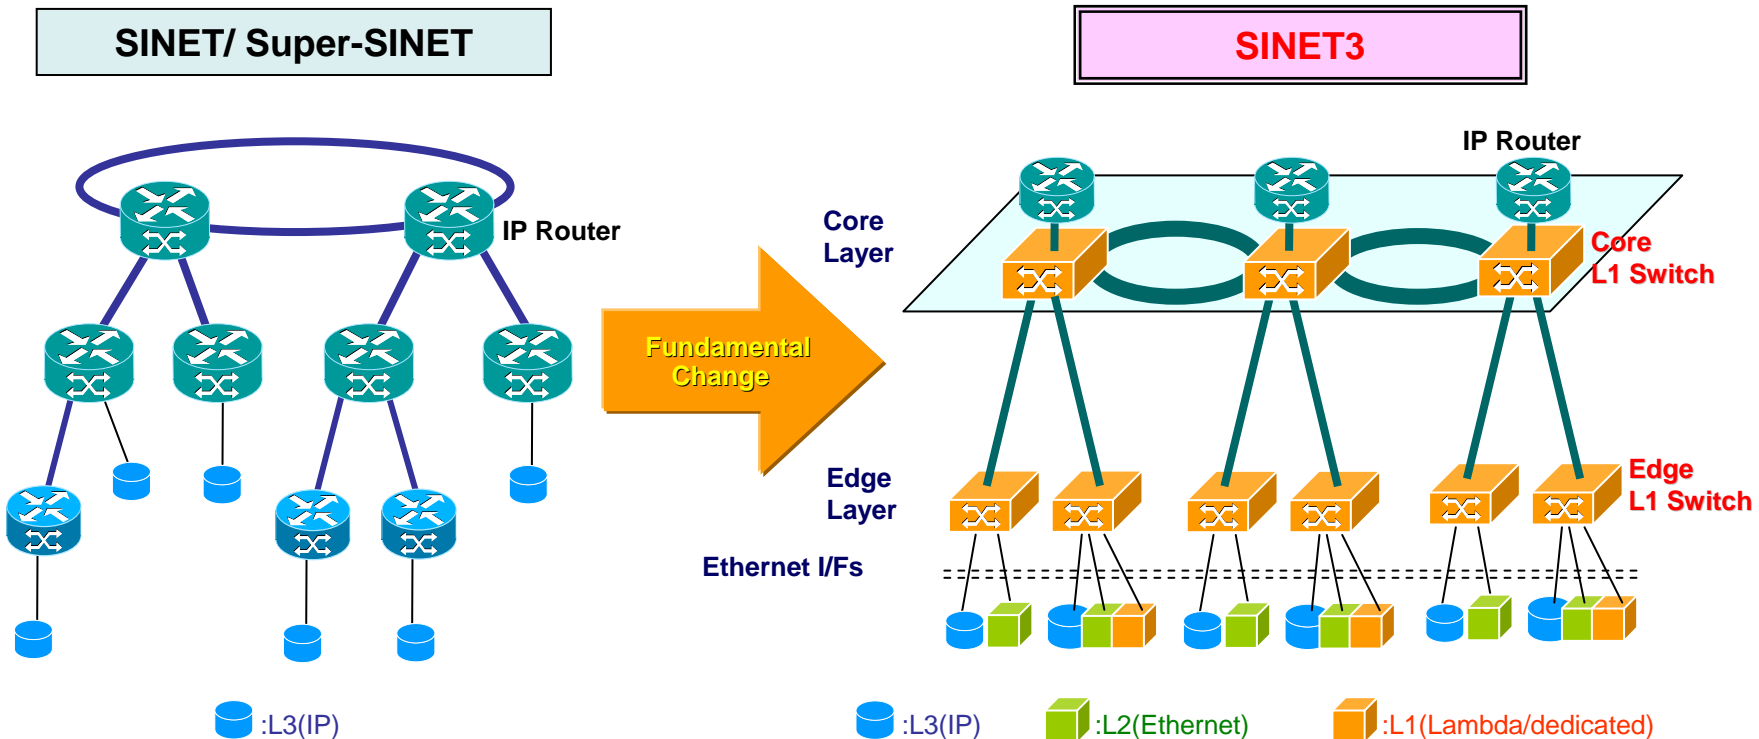 SINET/ Super-SINET
SINET3
IP Router
IP Router
Core
Layer
Core
L1 Switch
Fundamental
Change
Edge
Layer
Edge
L1 Switch
Ethernet I/Fs
:L3(IP)
:L3(IP)
:L2(Ethernet)
:L1(Lambda/dedicated)